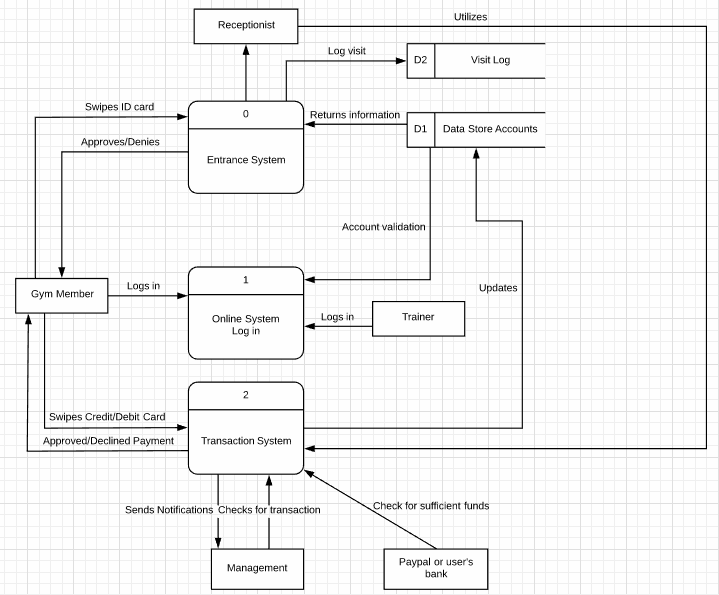 Utilizes
Receptionist
Log visit
D2
Visit Log
Swipes ID card
0
Returns information
D1
Data Store Accounts
Approves/Denies
Entrance System
Account validation
1
Gym Member
Logs in
Updates
Online System
Log in
Logs in
Trainer
2
Swipes Credit/Debit Card
Approved/Declined Payment
Transaction System
Sends Notifications
Checks for transaction
Check for sufficient funds
Management
Paypal or user's
bank